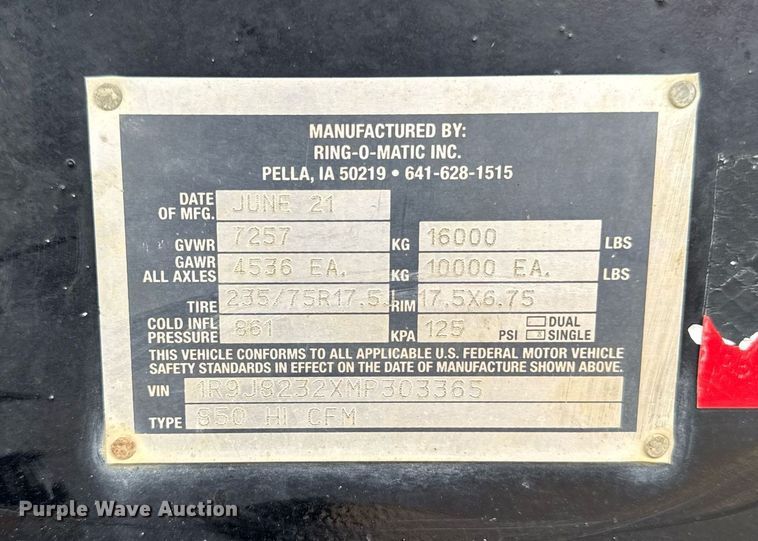 MANUFACTURED BY:
RING-O-MATIC INC.
PELLA, IA 50219 • 641-628-1515
DATE OF MFG. JUNE 21
GVWR 7257 KG 16000 LBS
GAWR ALL AXLES 4536 EA. KG 10000 EA. LBS
TIRE 235/75R17.5J RIM 17.5X6.75
COLD INFL PRESSURE 861 KPA 125 PSI DUAL SINGLE
THIS VEHICLE CONFORMS TO ALL APPLICABLE U.S. FEDERAL MOTOR VEHICLE
SAFETY STANDARDS IN EFFECT ON THE DATE OF MANUFACTURE SHOWN ABOVE.
VIN 1R9J8232XMP303365
TYPE 850 HI CFM
Purple Wave Auction